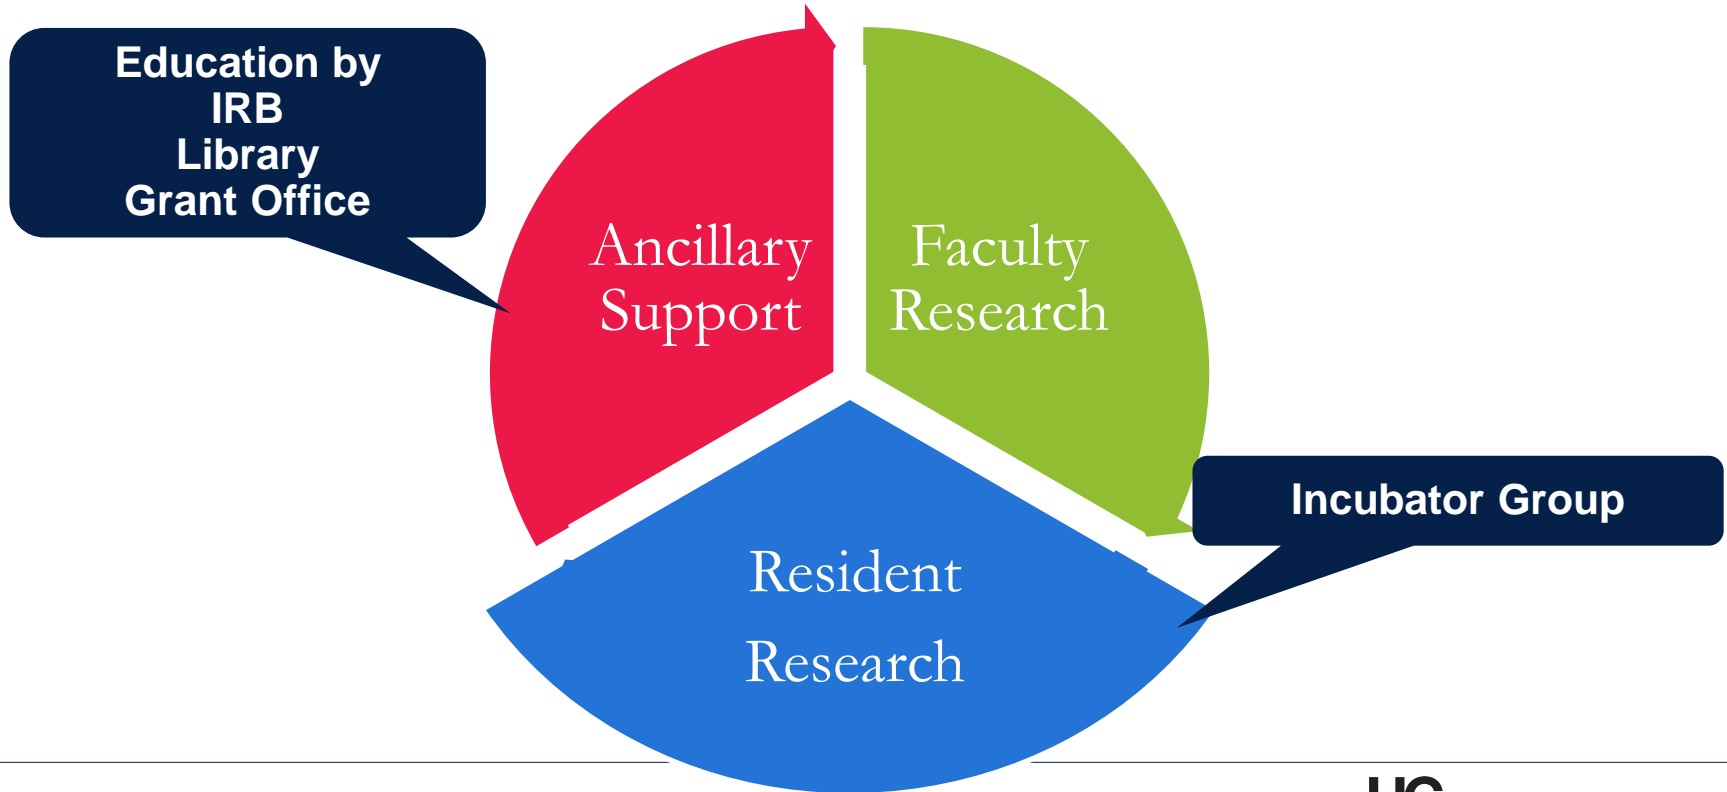 Education by
IRB
Library
Grant Office
Ancillary
Support
Faculty
Research
Incubator Group
Resident
Research